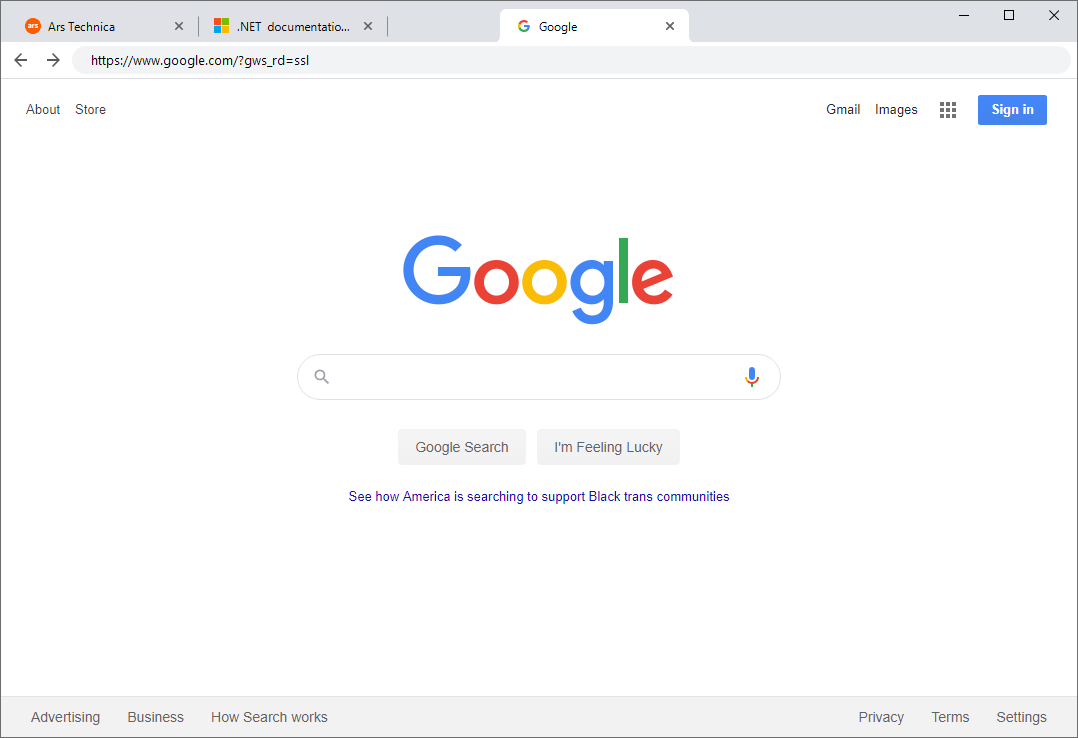 ars Ars Technica .NET documentatio... Google
https://www.google.com/?gws_rd=ssl
About Store Gmail Images Sign in
Google
Google Search I'm Feeling Lucky
See how America is searching to support Black trans communities
Advertising Business How Search works Privacy Terms Settings